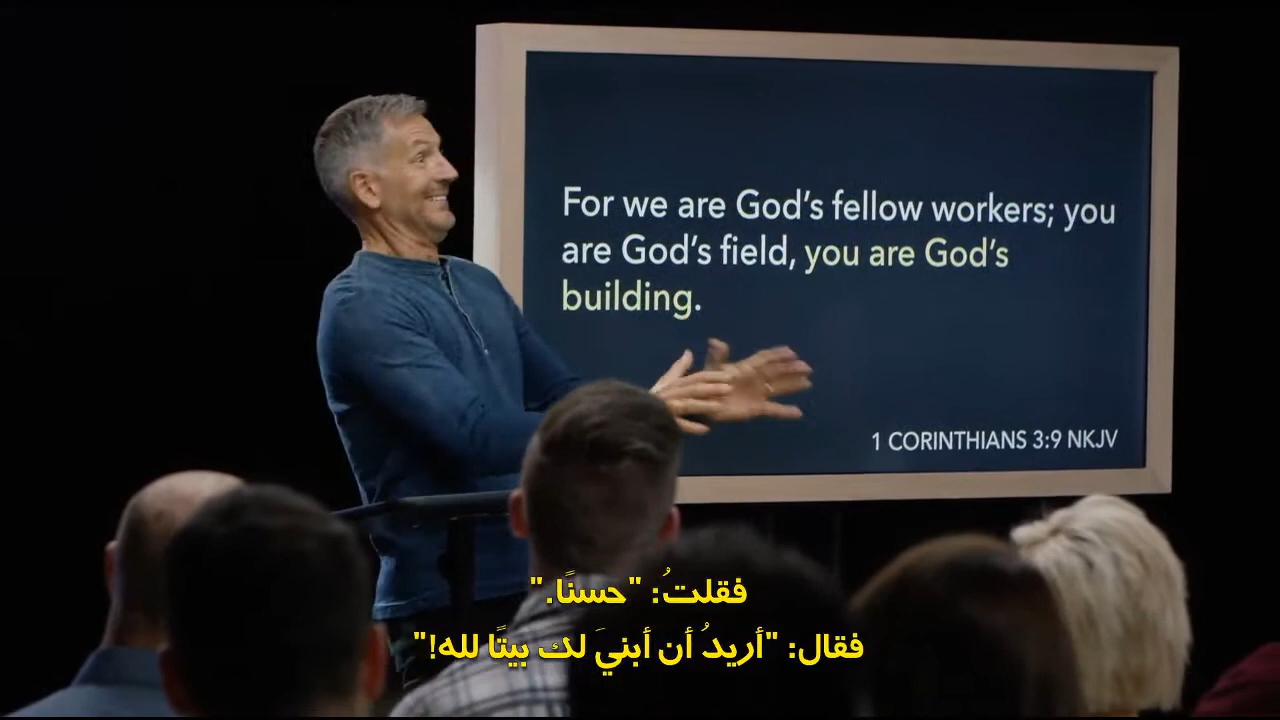 For we are God's fellow workers; you
are God's field, you are God's
building.
1 CORINTHIANS 3:9 NKJV
فقلتُ: "حسنًا."
فقال: "أريدُ أن أبنيَ لك بيتًا لله!"